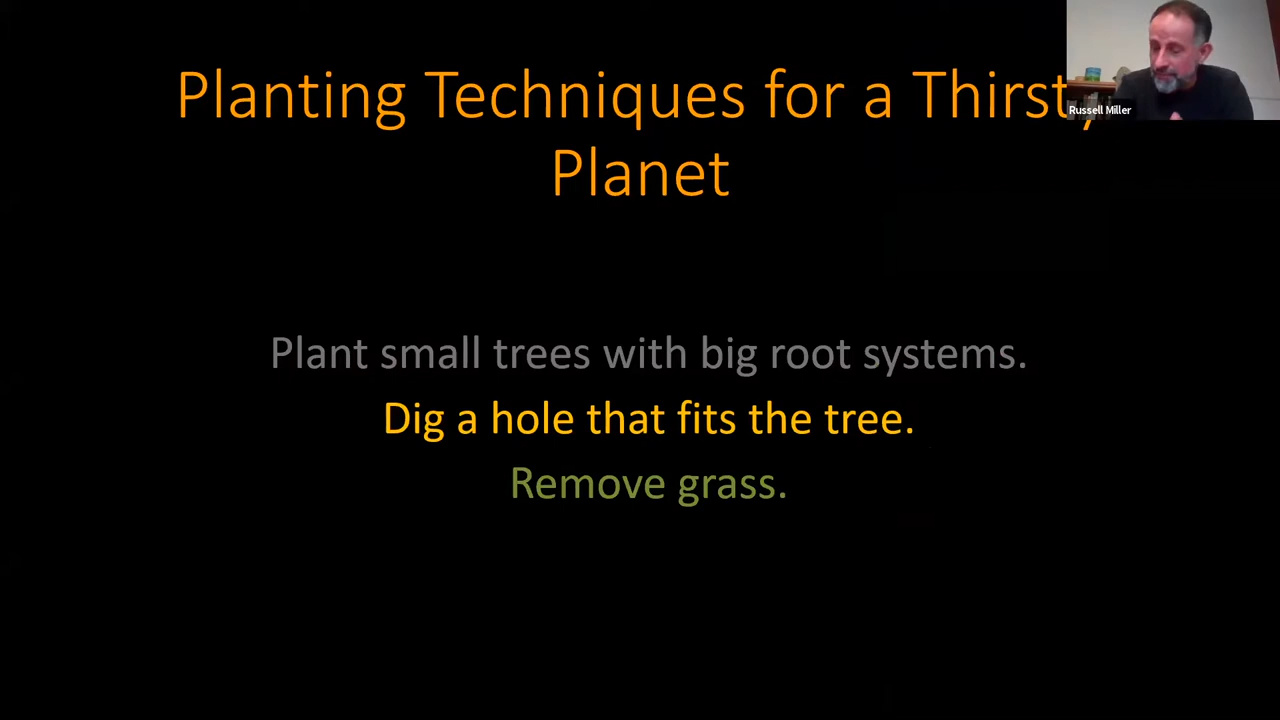 Planting Techniques for a Thirsty
Planet
Russell Miller
Plant small trees with big root systems.
Dig a hole that fits the tree.
Remove grass.